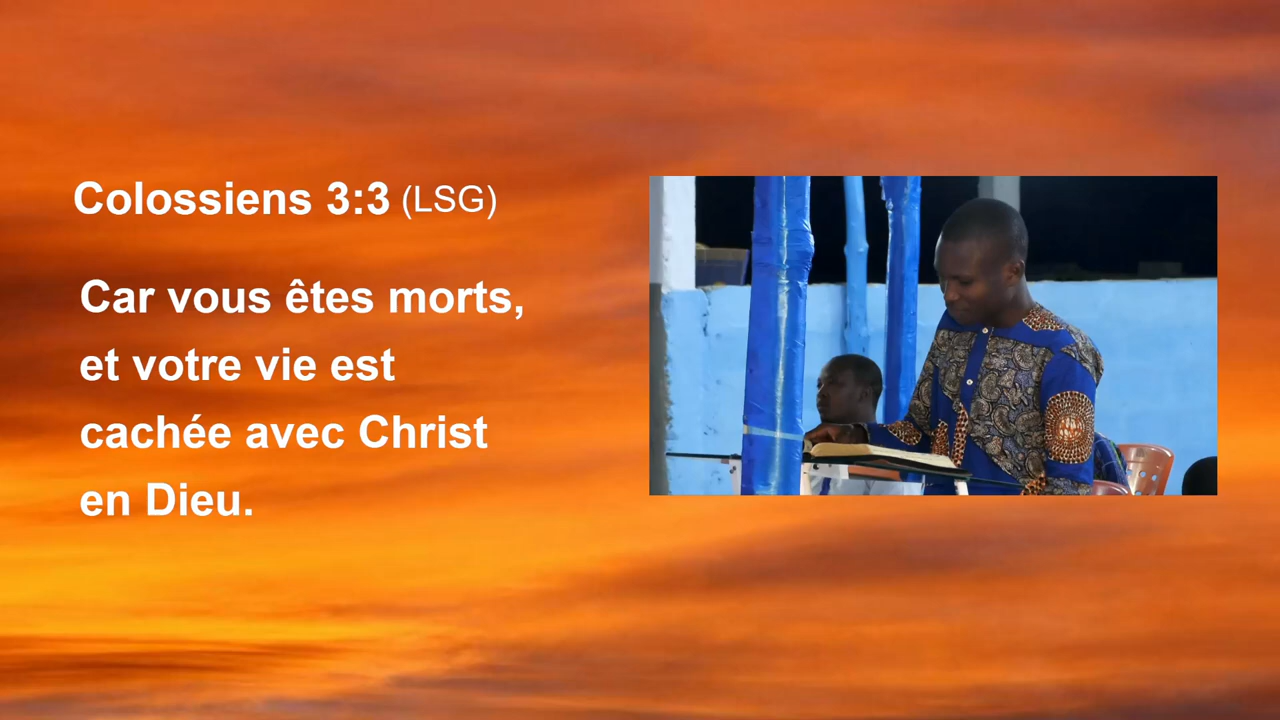 Colossiens 3:3 (LSG)
Car vous êtes morts,
et votre vie est
cachée avec Christ
en Dieu.